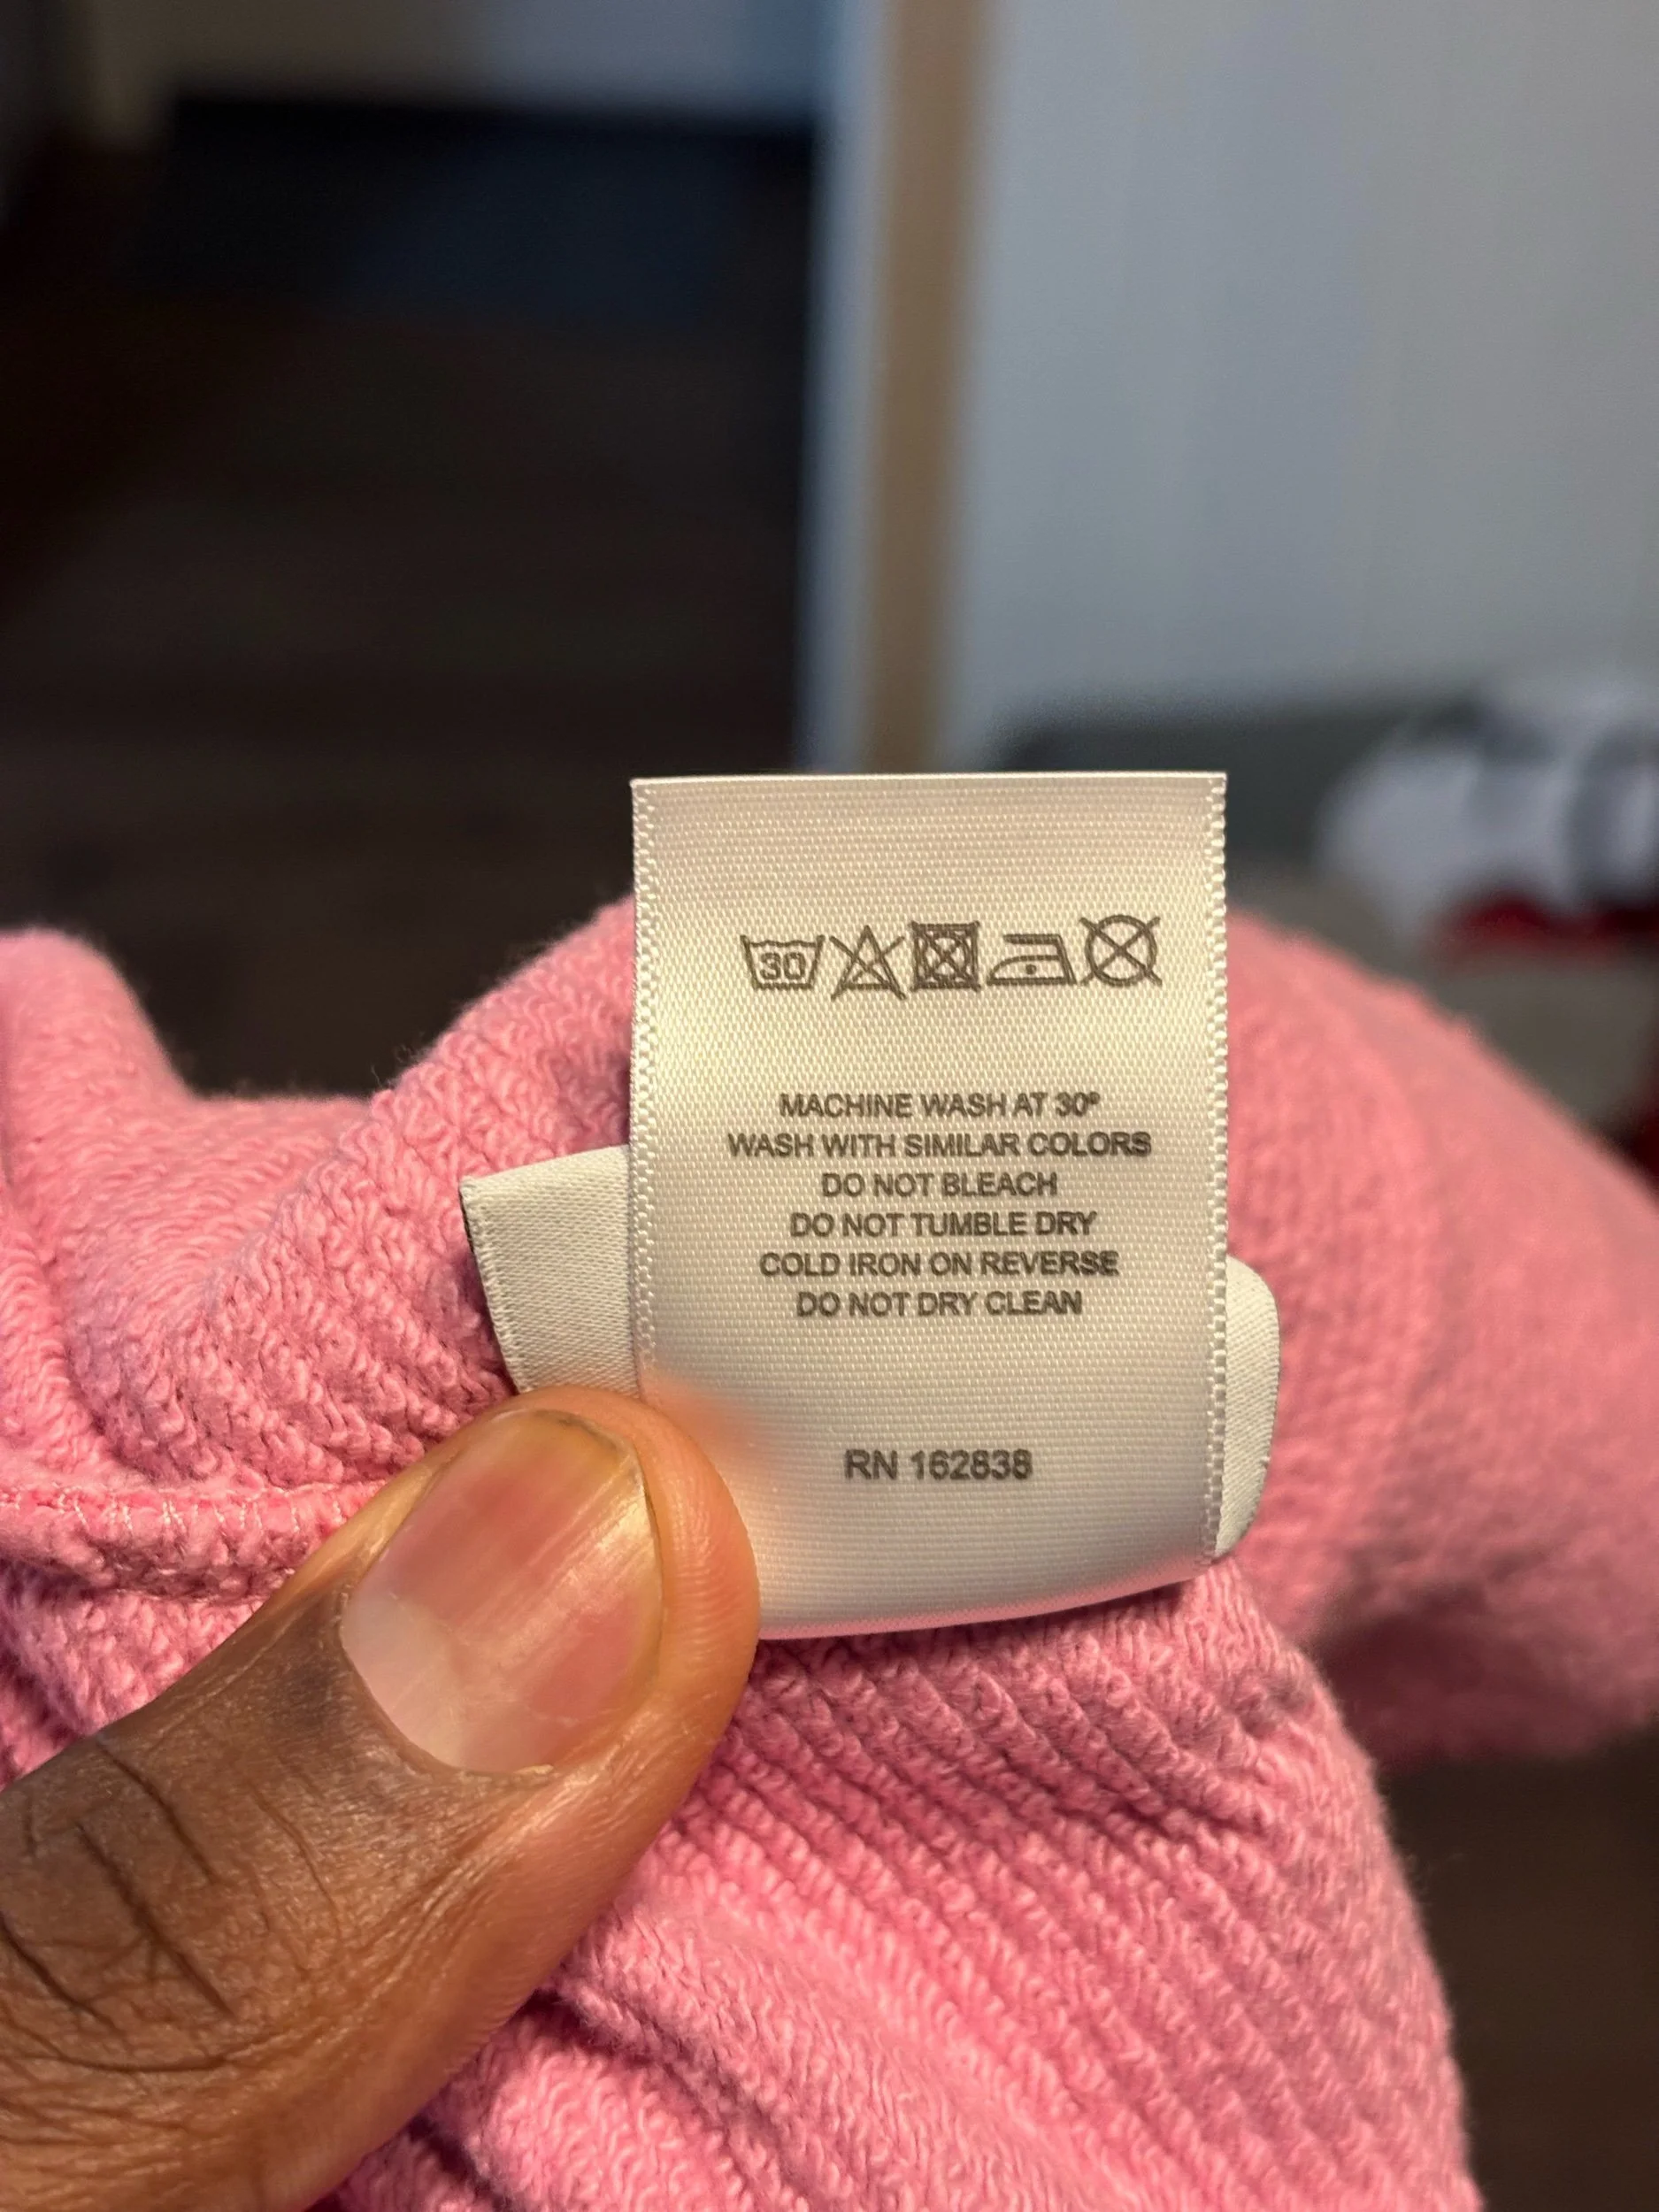 30
MACHINE WASH AT 30°
WASH WITH SIMILAR COLORS
DO NOT BLEACH
DO NOT TUMBLE DRY
COLD IRON ON REVERSE
DO NOT DRY CLEAN
RN 162838